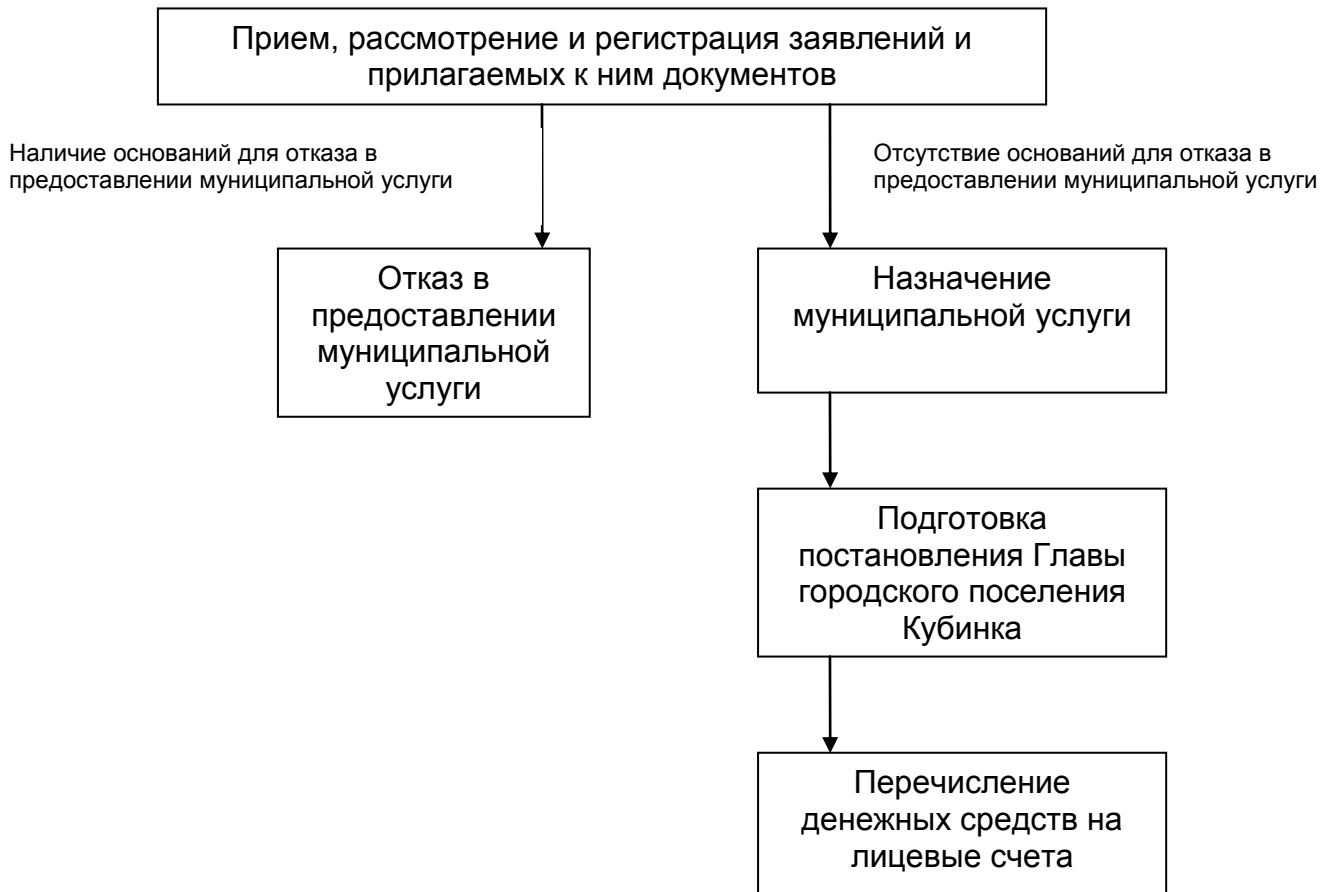 Прием, рассмотрение и регистрация заявлений и
прилагаемых к ним документов
Наличие оснований для отказа в
предоставлении муниципальной услуги
Отсутствие оснований для отказа в
предоставлении муниципальной услуги
Отказ в
предоставлении
муниципальной
услуги
Назначение
муниципальной услуги
Подготовка
постановления Главы
городского поселения
Кубинка
Перечисление
денежных средств на
лицевые счета